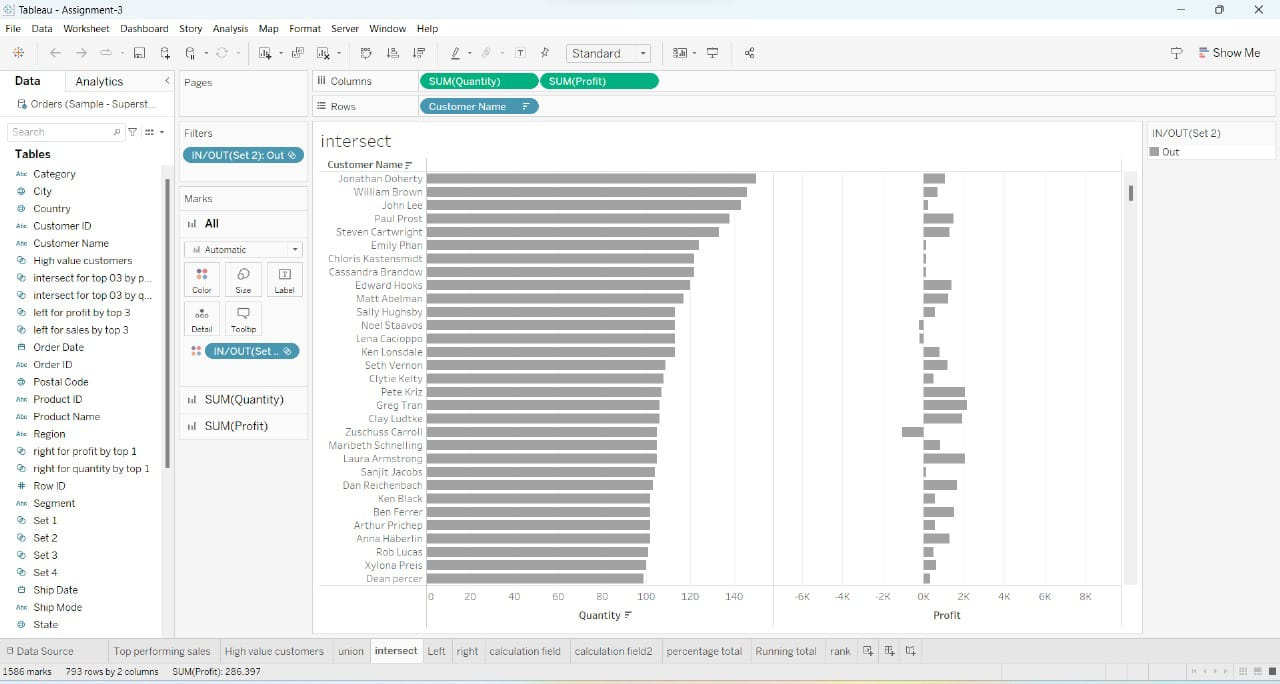 Tableau - Assignment-3
File Data Worksheet Dashboard Story Analysis Map Format Server Window Help
Standard
Show Me
Data Analytics
Orders (Sample - Superst...
Search
Tables
Category
City
Country
Customer ID
Customer Name
High value customers
intersect for top 03 by p...
intersect for top 03 by q...
left for profit by top 3
left for sales by top 3
Order Date
Order ID
Postal Code
Product ID
Product Name
Region
right for profit by top 1
right for quantity by top 1
Row ID
Segment
Set 1
Set 2
Set 3
Set 4
Ship Date
Ship Mode
State
Pages
Filters
IN/OUT(Set 2): Out
Marks
All
Automatic
Color Size Label
Detail Tooltip
IN/OUT(Set ..
SUM(Quantity)
SUM(Profit)
Columns SUM(Quantity) SUM(Profit)
Rows Customer Name
intersect
Customer Name
Jonathan Doherty
William Brown
John Lee
Paul Prost
Steven Cartwright
Emily Phan
Chloris Kastensmidt
Cassandra Brandow
Edward Hooks
Matt Abelman
Sally Hughsby
Noel Staavos
Lena Cacioppo
Ken Lonsdale
Seth Vernon
Clytie Kelty
Pete Kriz
Greg Tran
Clay Ludtke
Zuschuss Carroll
Maribeth Schnelling
Laura Armstrong
Sanjit Jacobs
Dan Reichenbach
Ken Black
Ben Ferrer
Arthur Prichep
Anna Häberlin
Rob Lucas
Xylona Preis
Dean percer
0 20 40 60 80 100 120 140 -6K -4K -2K 0K 2K 4K 6K 8K
Quantity Profit
IN/OUT(Set 2)
Out
Data Source Top performing sales High value customers union intersect Left right calculation field calculation field2 percentage total Running total rank
1586 marks 793 rows by 2 columns SUM(Profit): 286,397